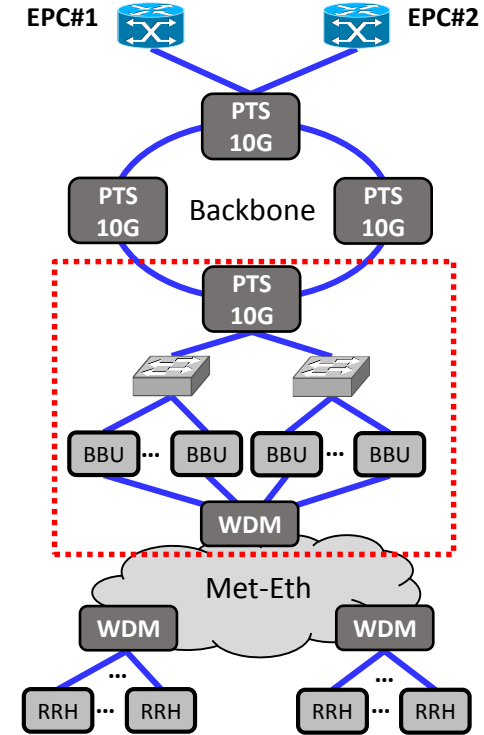 EPC#1
EPC#2
PTS
10G
PTS
10G
Backbone
PTS
10G
PTS
10G
BBU
...
BBU
BBU
...
BBU
WDM
Met-Eth
WDM
WDM
...
...
RRH
...
RRH
RRH
...
RRH